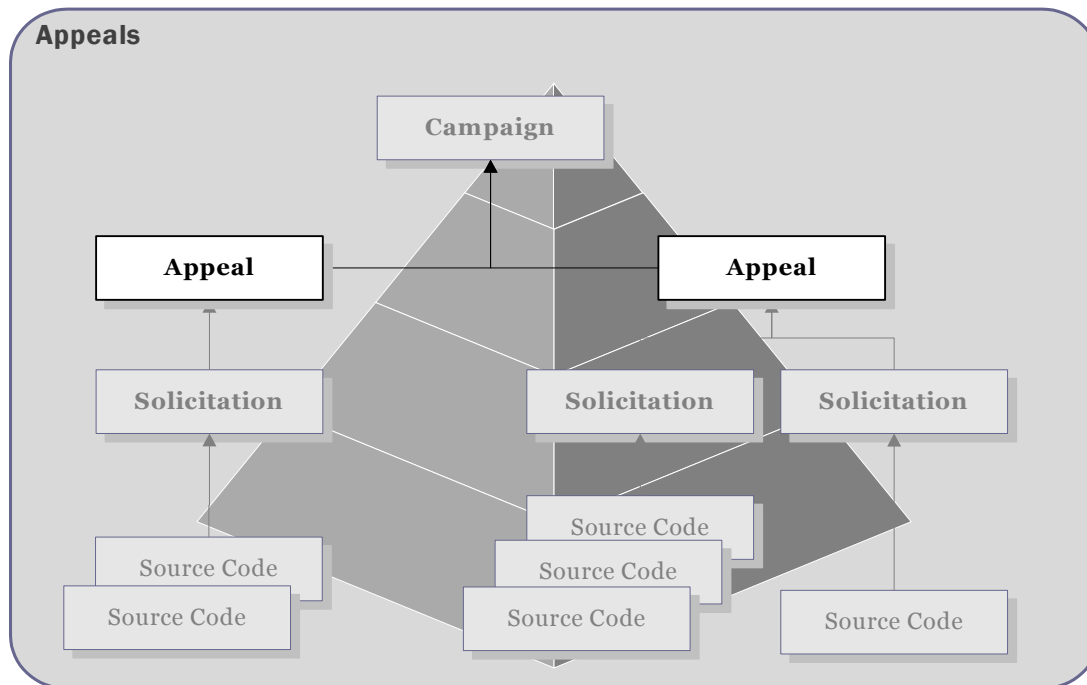 Appeals
Campaign
Appeal
Appeal
Solicitation
Solicitation
Solicitation
Source Code
Source Code
Source Code
Source Code
Source Code
Source Code